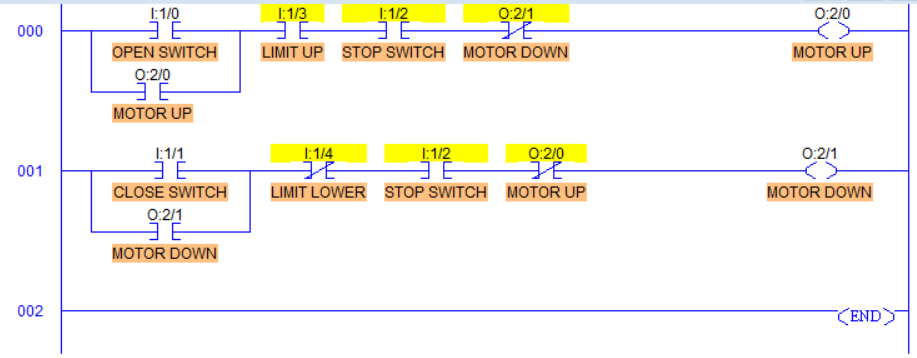 I:1/0 I:1/3 I:1/2 O:2/1 O:2/0
000
OPEN SWITCH LIMIT UP STOP SWITCH MOTOR DOWN MOTOR UP
O:2/0
MOTOR UP
I:1/1 I:1/4 I:1/2 O:2/0 O:2/1
001
CLOSE SWITCH LIMIT LOWER STOP SWITCH MOTOR UP MOTOR DOWN
O:2/1
MOTOR DOWN
002 END